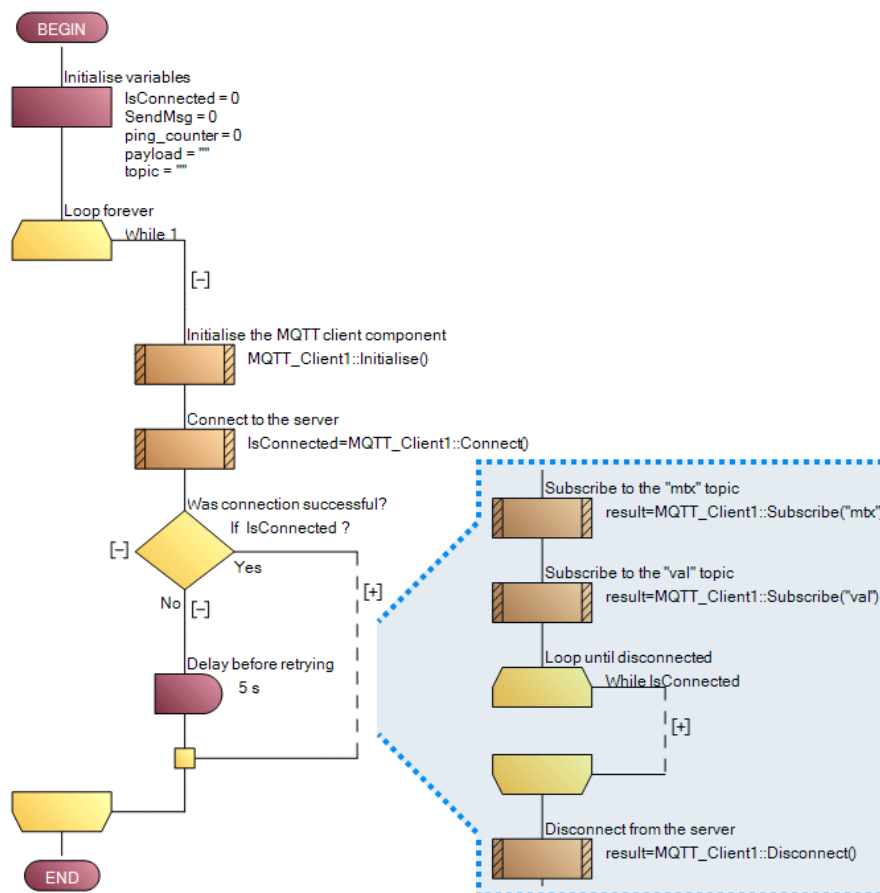 BEGIN
Initialise variables
IsConnected = 0
SendMsg = 0
ping_counter = 0
payload = ""
topic = ""
Loop forever
While 1
[–]
Initialise the MQTT client component
MQTT_Client1::Initialise()
Connect to the server
IsConnected=MQTT_Client1::Connect()
Was connection successful?
If IsConnected ?
[–]
Yes
[+]
No
[–]
Delay before retrying
5 s
END
Subscribe to the "mtx" topic
result=MQTT_Client1::Subscribe("mtx"
Subscribe to the "val" topic
result=MQTT_Client1::Subscribe("val")
Loop until disconnected
While IsConnected
[+]
Disconnect from the server
result=MQTT_Client1::Disconnect()